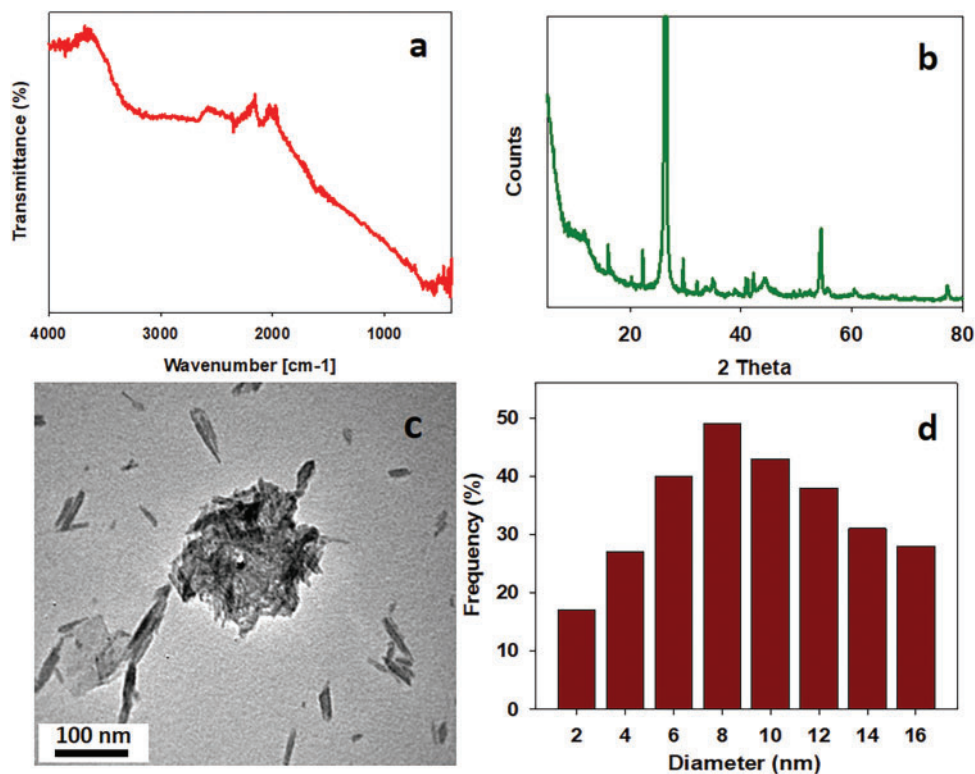 a
Transmittance (%)
4000 3000 2000 1000
Wavenumber [cm-1]
b
Counts
20 40 60 80
2 Theta
c
100 nm
d
Frequency (%)
50
40
30
20
10
0
2 4 6 8 10 12 14 16
Diameter (nm)